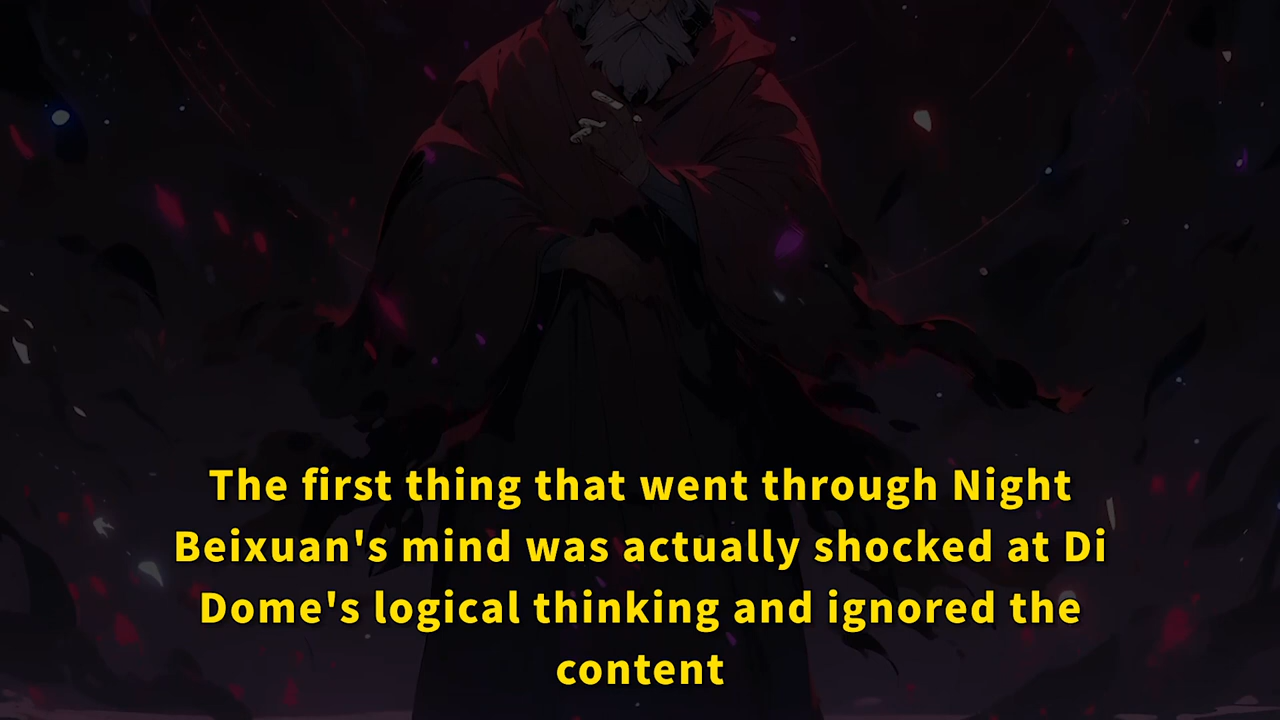 The first thing that went through Night
Beixuan's mind was actually shocked at Di
Dome's logical thinking and ignored the
content